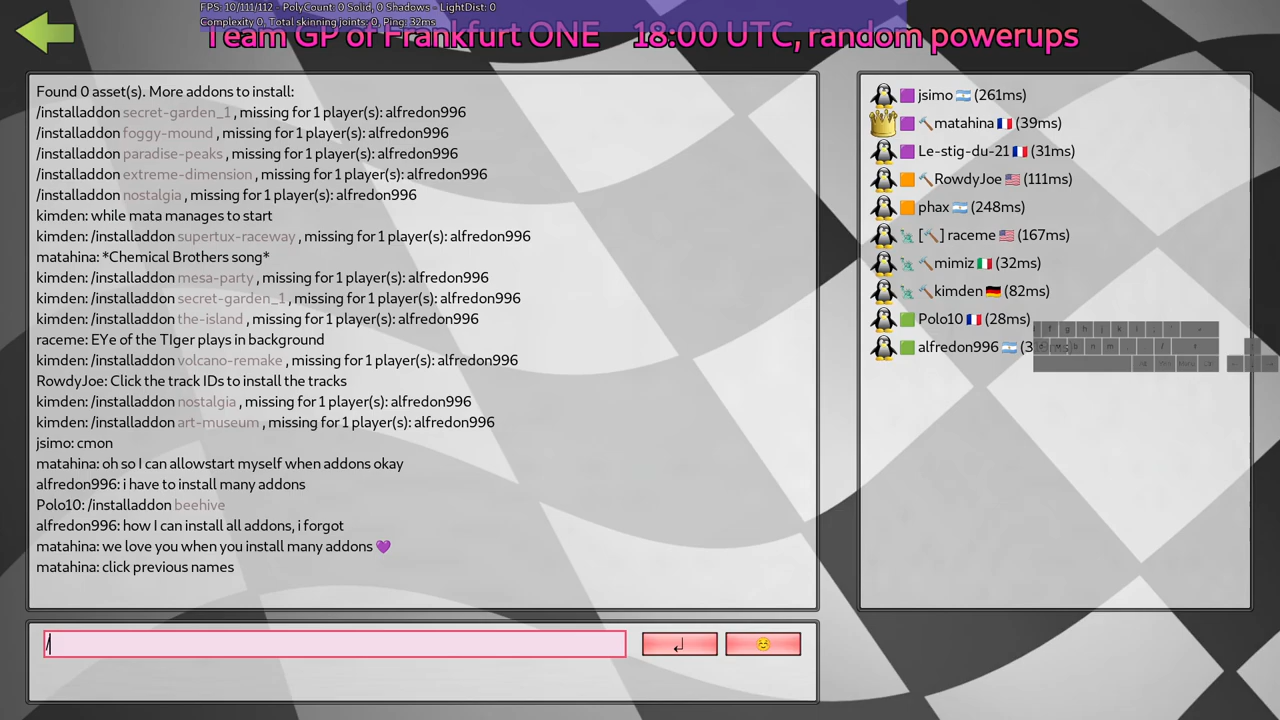 FPS: 10/111/112 - PolyCount: 0 Solid, 0 Shadows - LightDist: 0
Complexity 0, Total skinning joints: 0, Ping: 32ms
Team GP of Frankfurt ONE 18:00 UTC, random powerups
Found 0 asset(s). More addons to install:
/installaddon secret-garden_1 , missing for 1 player(s): alfredon996
/installaddon foggy-mound , missing for 1 player(s): alfredon996
/installaddon paradise-peaks , missing for 1 player(s): alfredon996
/installaddon extreme-dimension , missing for 1 player(s): alfredon996
/installaddon nostalgia , missing for 1 player(s): alfredon996
kimden: while mata manages to start
kimden: /installaddon supertux-raceway , missing for 1 player(s): alfredon996
matahina: *Chemical Brothers song*
kimden: /installaddon mesa-party , missing for 1 player(s): alfredon996
kimden: /installaddon secret-garden_1 , missing for 1 player(s): alfredon996
kimden: /installaddon the-island , missing for 1 player(s): alfredon996
raceme: EYe of the TIger plays in background
kimden: /installaddon volcano-remake , missing for 1 player(s): alfredon996
RowdyJoe: Click the track IDs to install the tracks
kimden: /installaddon nostalgia , missing for 1 player(s): alfredon996
kimden: /installaddon art-museum , missing for 1 player(s): alfredon996
jsimo: cmon
matahina: oh so I can allowstart myself when addons okay
alfredon996: i have to install many addons
Polo10: /installaddon beehive
alfredon996: how I can install all addons, i forgot
matahina: we love you when you install many addons 💜
matahina: click previous names
/
jsimo 🇦🇷 (261ms)
🔨matahina 🇫🇷 (39ms)
Le-stig-du-21 🇫🇷 (31ms)
🔨RowdyJoe 🇺🇸 (111ms)
phax 🇦🇷 (248ms)
🗽 [🔨] raceme 🇺🇸 (167ms)
🗽 🔨mimiz 🇮🇹 (32ms)
🗽 🔨kimden 🇩🇪 (82ms)
Polo10 🇫🇷 (28ms)
alfredon996 🇦🇷
f g h j k l